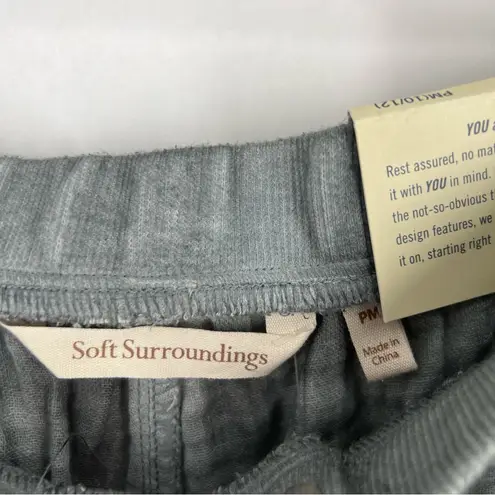 PM(10/12)
YOU
Rest assured, no
it with YOU in mind.
the not-so-obvious
design features, we
it on, starting right
Soft Surroundings
PM
Made in
China